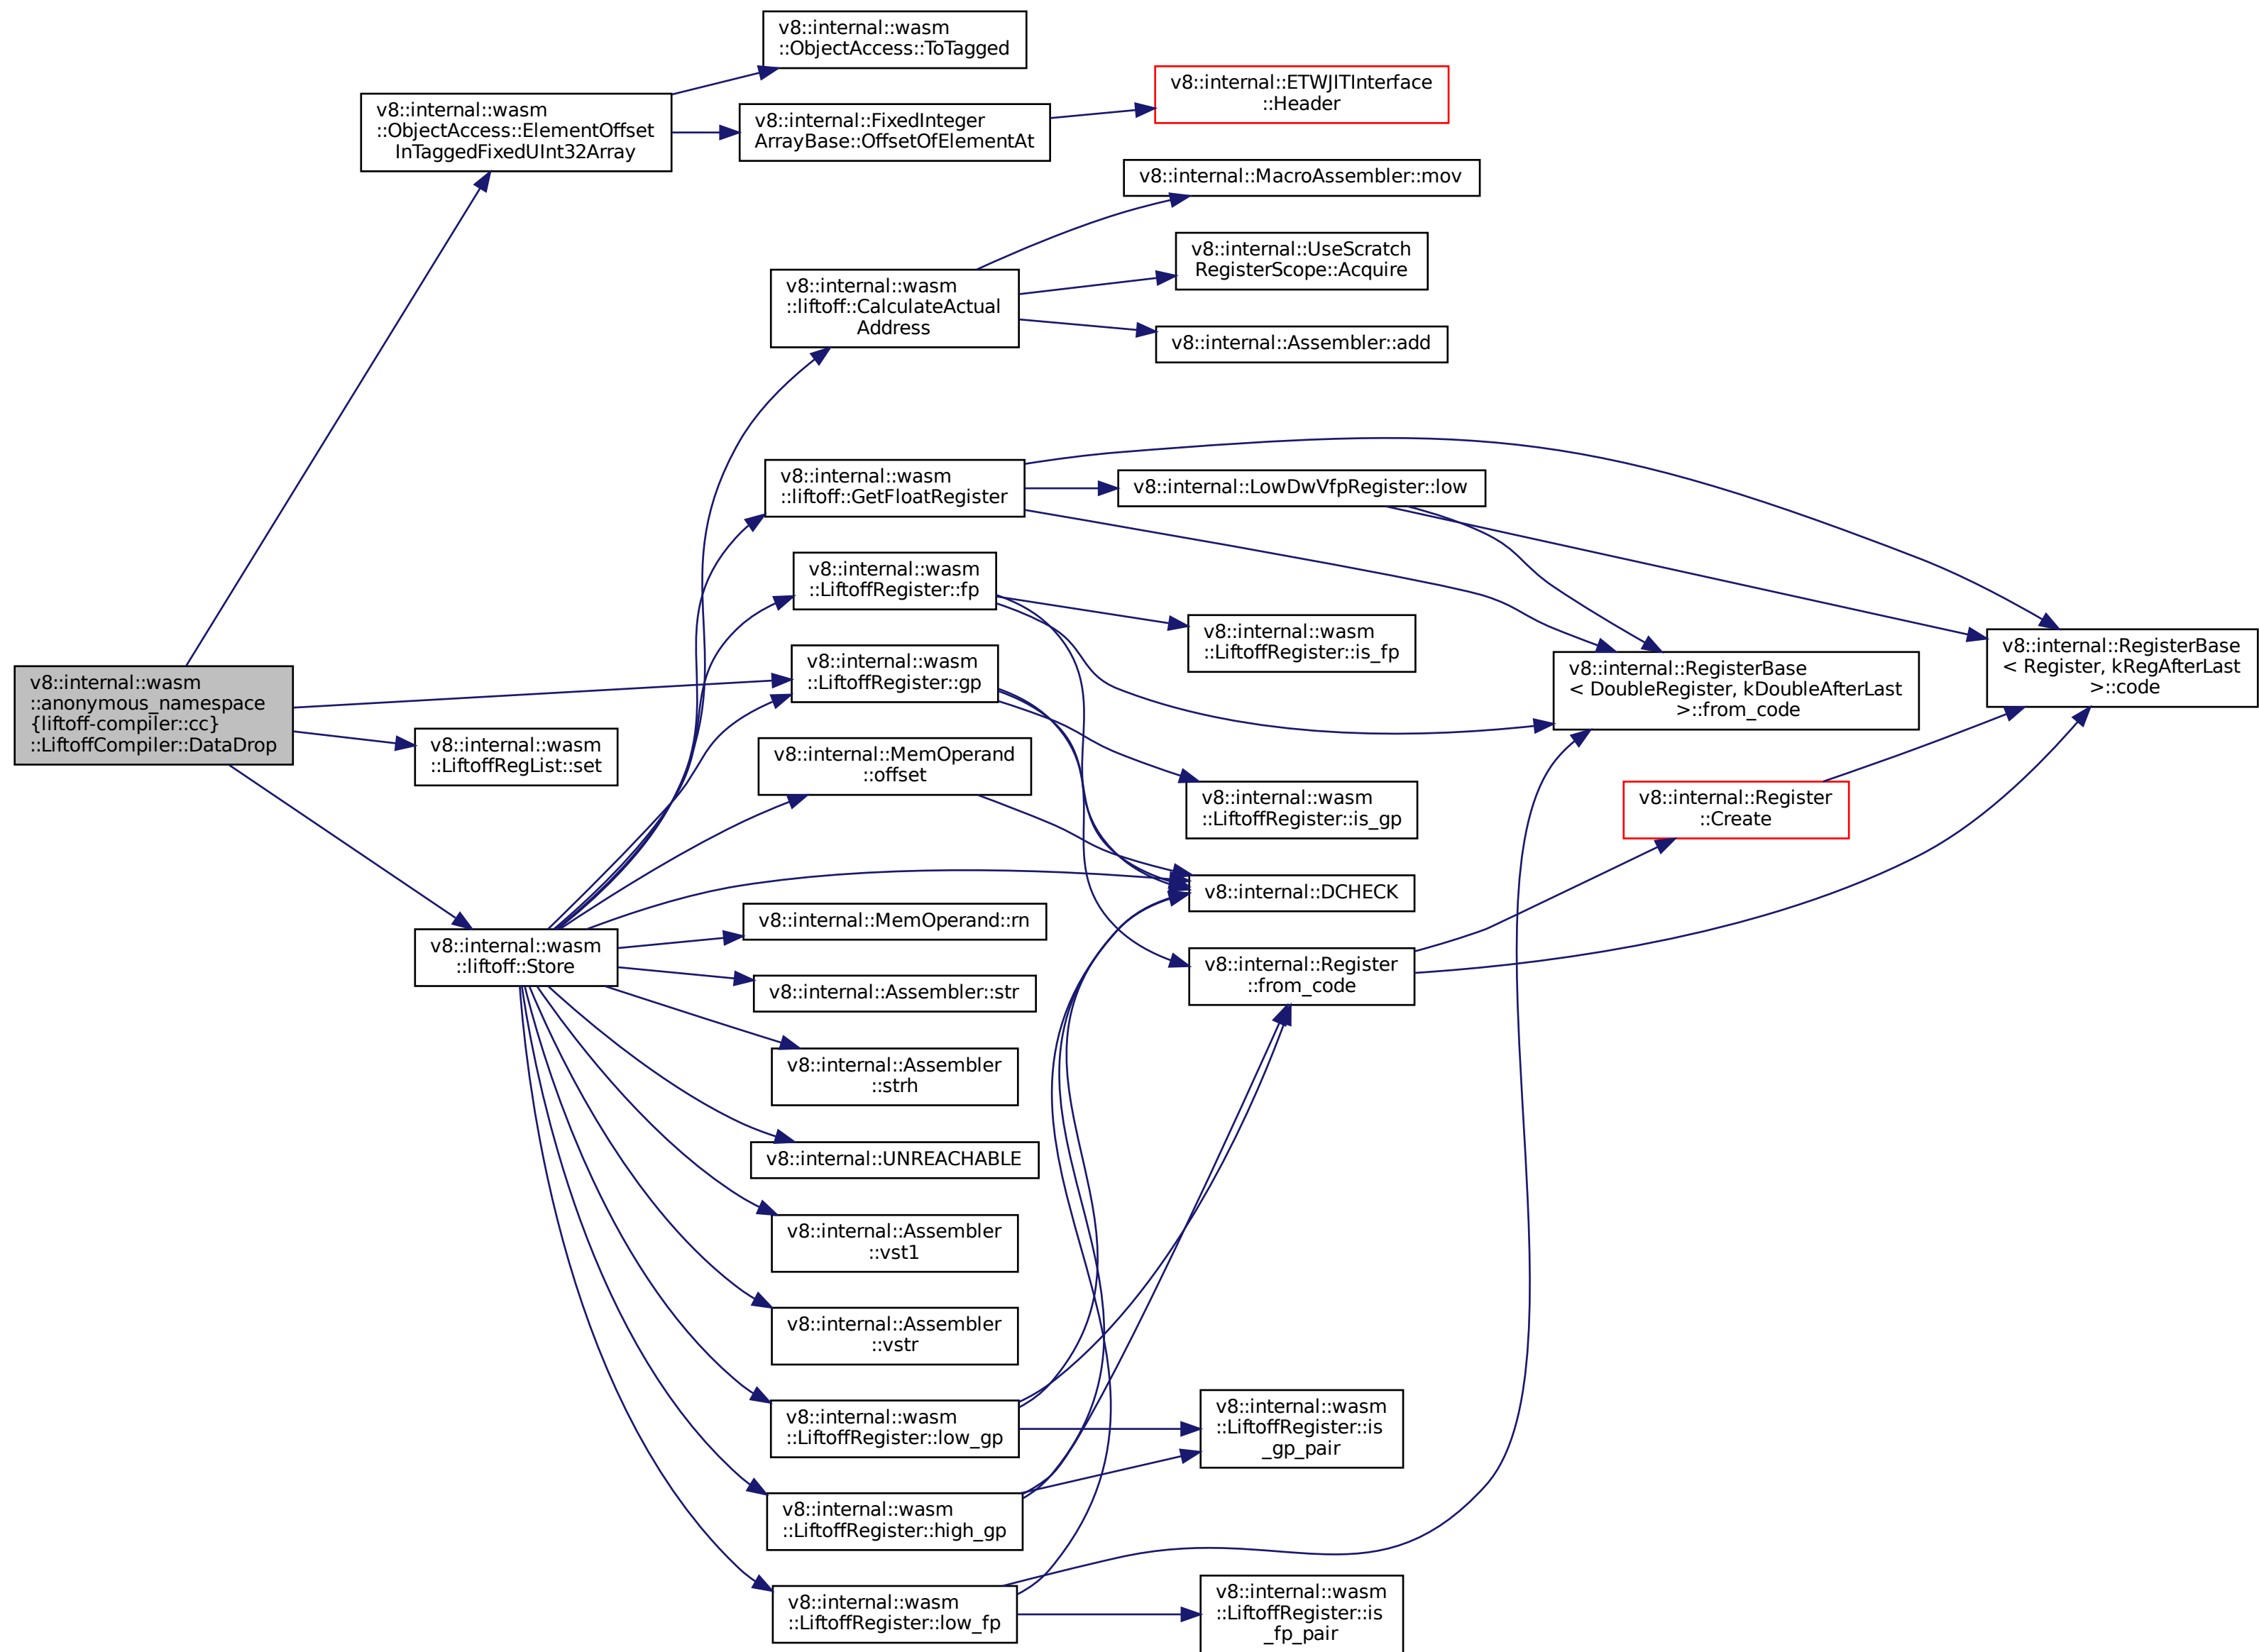 v8::internal::wasm
::anonymous_namespace
{liftoff-compiler::cc}
::LiftoffCompiler::DataDrop
v8::internal::wasm
::ObjectAccess::ElementOffset
InTaggedFixedUInt32Array
v8::internal::wasm
::LiftoffRegList::set
v8::internal::wasm
::liftoff::Store
v8::internal::wasm
::ObjectAccess::ToTagged
v8::internal::FixedInteger
ArrayBase::OffsetOfElementAt
v8::internal::wasm
::liftoff::CalculateActual
Address
v8::internal::wasm
::liftoff::GetFloatRegister
v8::internal::wasm
::LiftoffRegister::fp
v8::internal::wasm
::LiftoffRegister::gp
v8::internal::MemOperand
::offset
v8::internal::MemOperand::rn
v8::internal::Assembler::str
v8::internal::Assembler
::strh
v8::internal::UNREACHABLE
v8::internal::Assembler
::vst1
v8::internal::Assembler
::vstr
v8::internal::wasm
::LiftoffRegister::low_gp
v8::internal::wasm
::LiftoffRegister::high_gp
v8::internal::wasm
::LiftoffRegister::low_fp
v8::internal::ETWJITInterface
::Header
v8::internal::MacroAssembler::mov
v8::internal::UseScratch
RegisterScope::Acquire
v8::internal::Assembler::add
v8::internal::LowDwVfpRegister::low
v8::internal::wasm
::LiftoffRegister::is_fp
v8::internal::wasm
::LiftoffRegister::is_gp
v8::internal::DCHECK
v8::internal::Register
::from_code
v8::internal::wasm
::LiftoffRegister::is
_gp_pair
v8::internal::wasm
::LiftoffRegister::is
_fp_pair
v8::internal::RegisterBase
< DoubleRegister, kDoubleAfterLast
>::from_code
v8::internal::Register
::Create
v8::internal::RegisterBase
< Register, kRegAfterLast
>::code